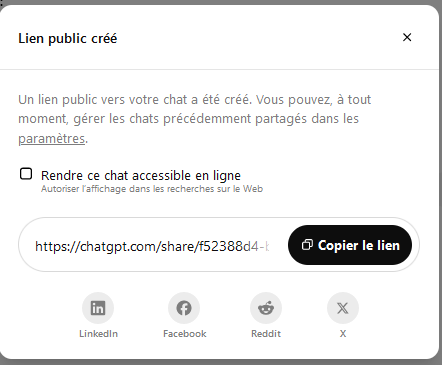 Lien public créé
Un lien public vers votre chat a été créé. Vous pouvez, à tout
moment, gérer les chats précédemment partagés dans les
paramètres.
Rendre ce chat accessible en ligne
Autoriser l'affichage dans les recherches sur le Web
https://chatgpt.com/share/f52388d4-
Copier le lien
LinkedIn
Facebook
Reddit
X